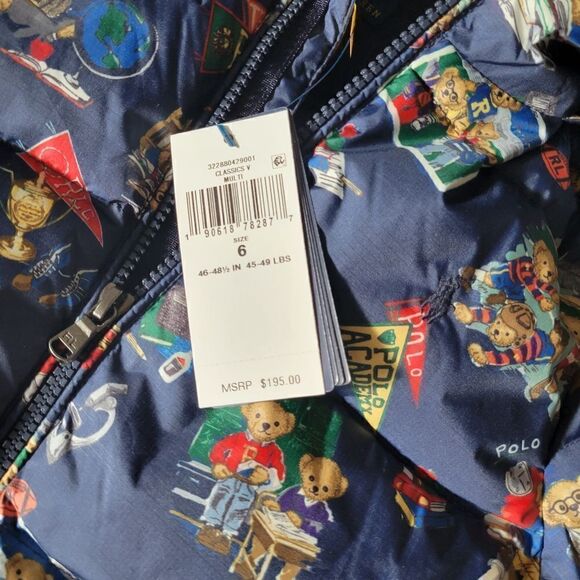 322880429001
CLASSICS V
MULTI
1 90618 78287 7
SIZE
6
46-48½ IN 45-49 LBS
MSRP $195.00
RL
R
POLO
POLO
ACADEMY
POLO